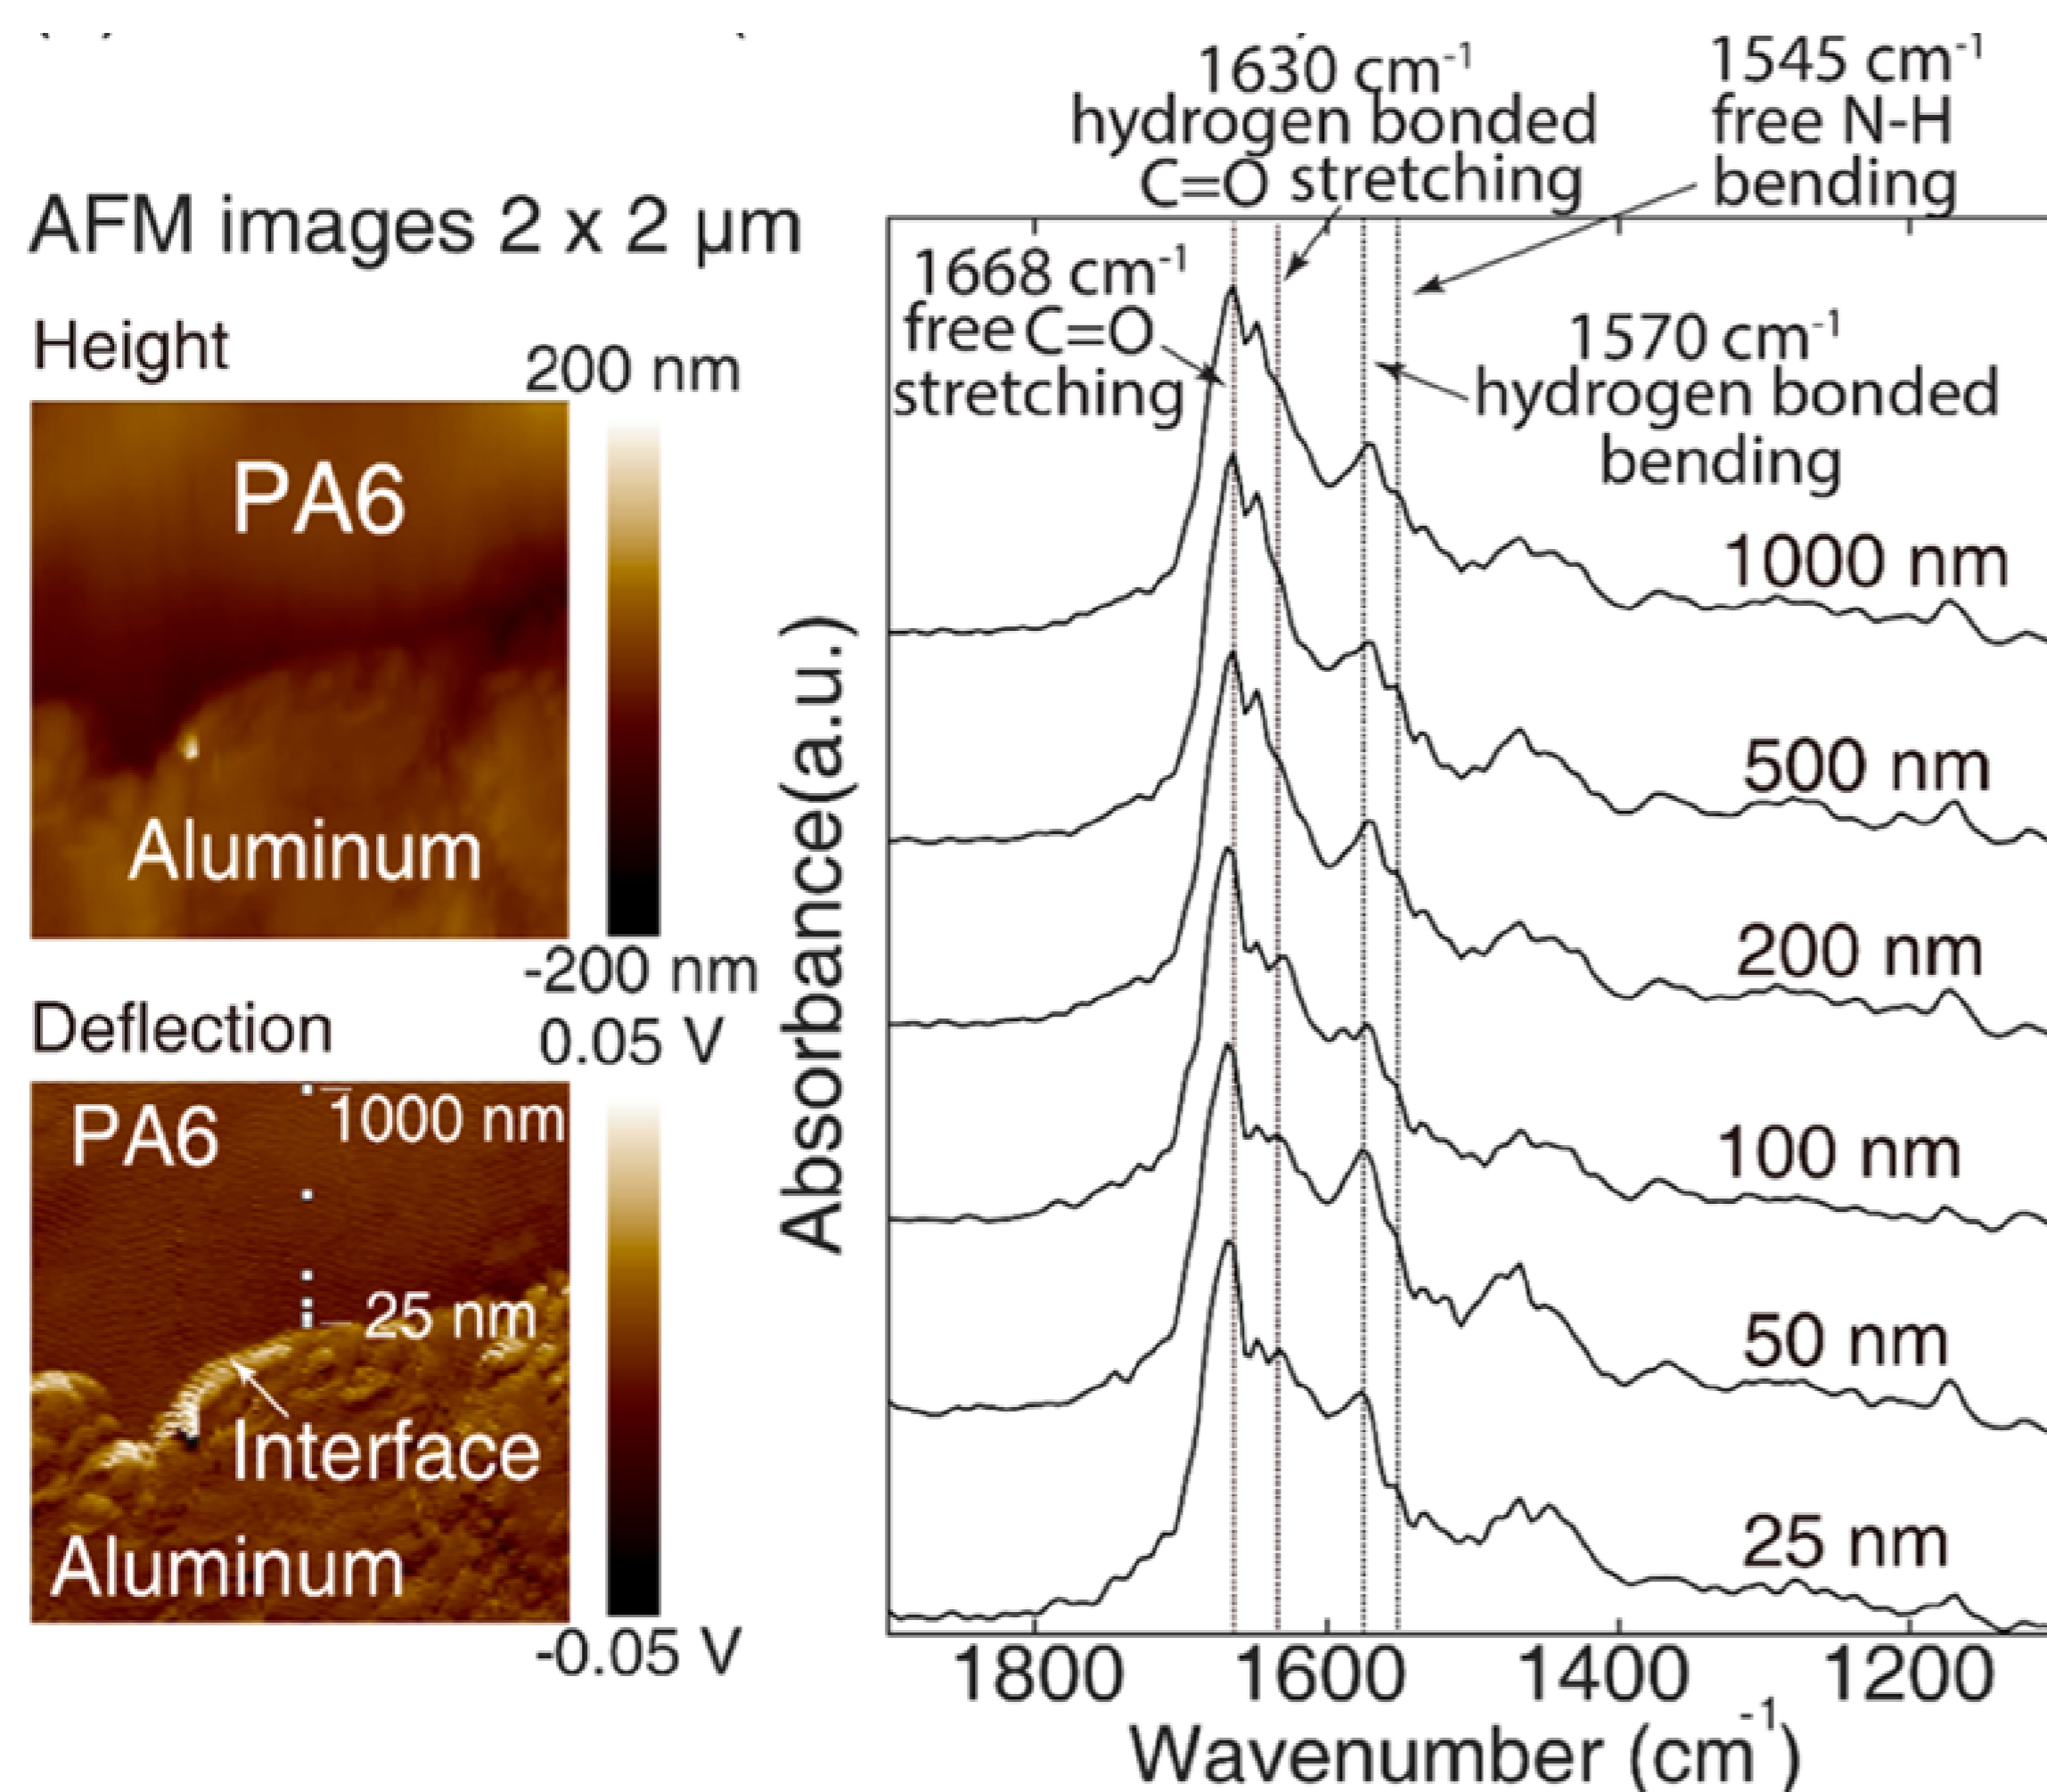 AFM images 2 x 2 µm
Height
200 nm
PA6
Aluminum
-200 nm
Deflection
0.05 V
PA6
1000 nm
25 nm
Interface
Aluminum
-0.05 V
1630 cm⁻¹
hydrogen bonded
C=O stretching
1545 cm⁻¹
free N-H
bending
1668 cm⁻¹
free C=O
stretching
1570 cm⁻¹
hydrogen bonded
bending
Absorbance(a.u.)
1000 nm
500 nm
200 nm
100 nm
50 nm
25 nm
1800 1600 1400 1200
Wavenumber (cm⁻¹)